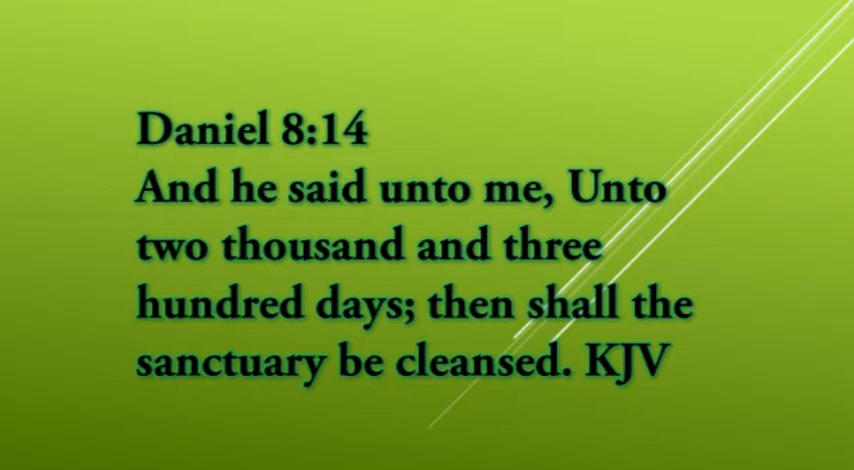 Daniel 8:14
And he said unto me, Unto
two thousand and three
hundred days; then shall the
sanctuary be cleansed. KJV